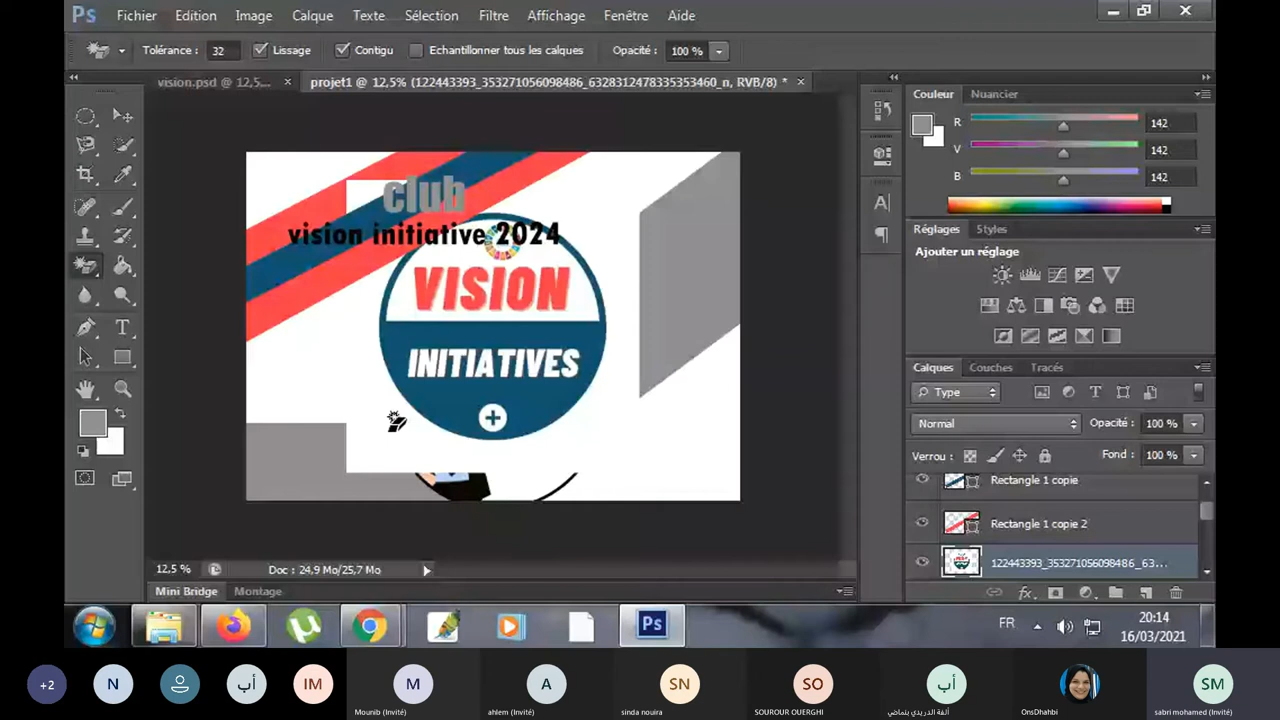 Ps Fichier Edition Image Calque Texte Sélection Filtre Affichage Fenêtre Aide
Tolérance : 32 Lissage Contigu Echantillonner tous les calques Opacité : 100 %
vision.psd @ 12,5...
projet1 @ 12,5% (122443393_353271056098486_6328312478335353460_n, RVB/8) *
club
vision initiative 2024
VISION
INITIATIVES
Couleur Nuancier
R 142
V 142
B 142
Réglages Styles
Ajouter un réglage
Calques Couches Tracés
Type
Normal Opacité : 100 %
Verrou : Fond : 100 %
Rectangle 1 copie
Rectangle 1 copie 2
122443393_353271056098486_63...
12,5 % Doc : 24,9 Mo/25,7 Mo
Mini Bridge Montage
Ps
FR
20:14
16/03/2021
+2 N أب IM M A SN SO أب SM
Mounib (Invité) ahlem (Invité) sinda nouira SOUROUR OUERGHI ألفة الدريدي بنماضي OnsDhahbi sabri mohamed (Invité)